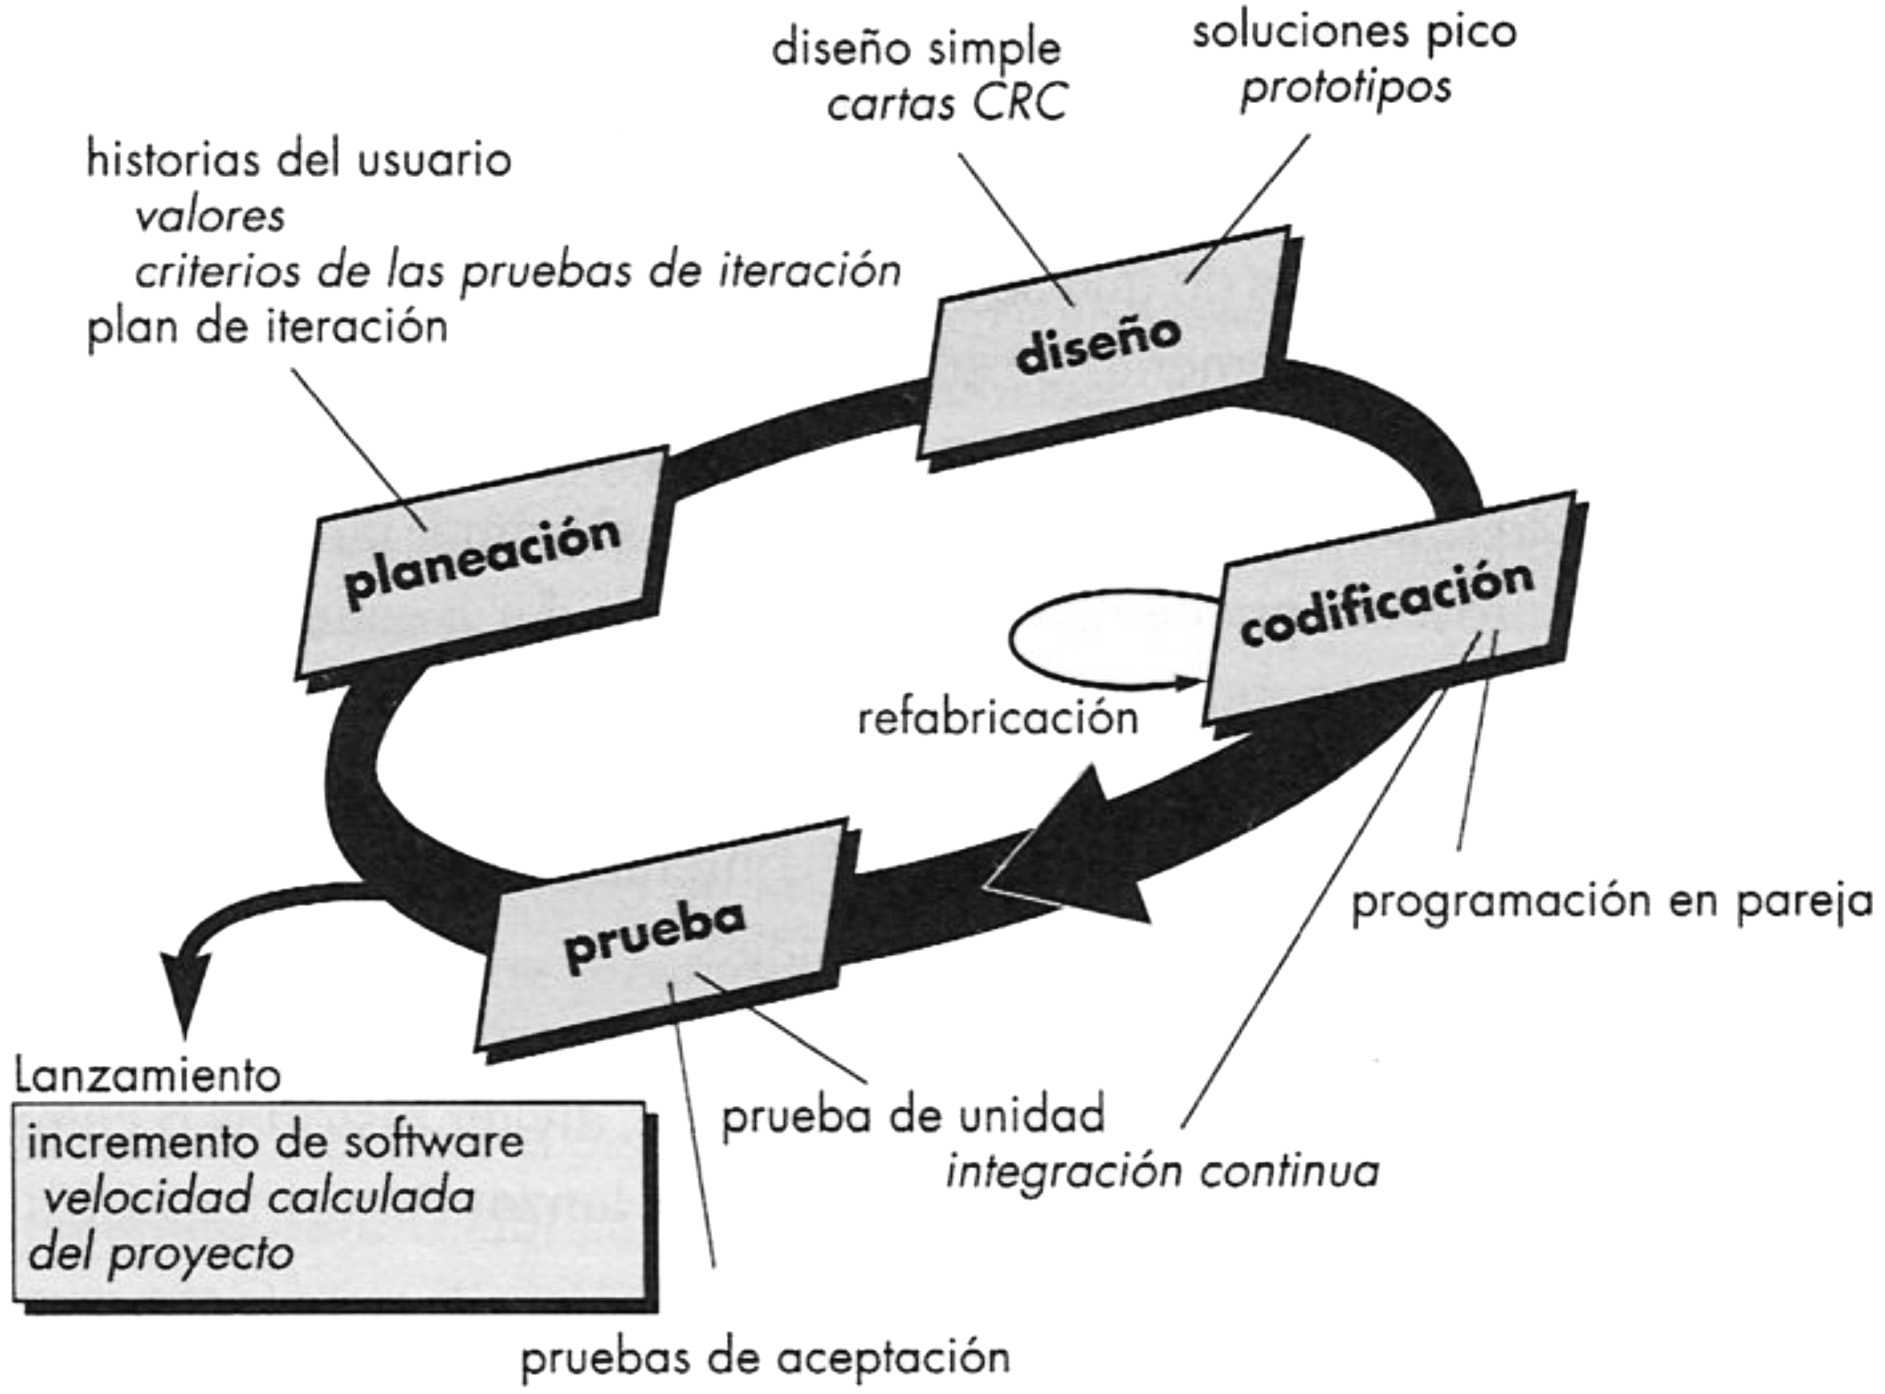 diseño simple
cartas CRC
soluciones pico
prototipos
historias del usuario
valores
criterios de las pruebas de iteración
plan de iteración
diseño
planeación
codificación
refabricación
prueba
programación en pareja
Lanzamiento
incremento de software
velocidad calculada
del proyecto
prueba de unidad
integración continua
pruebas de aceptación